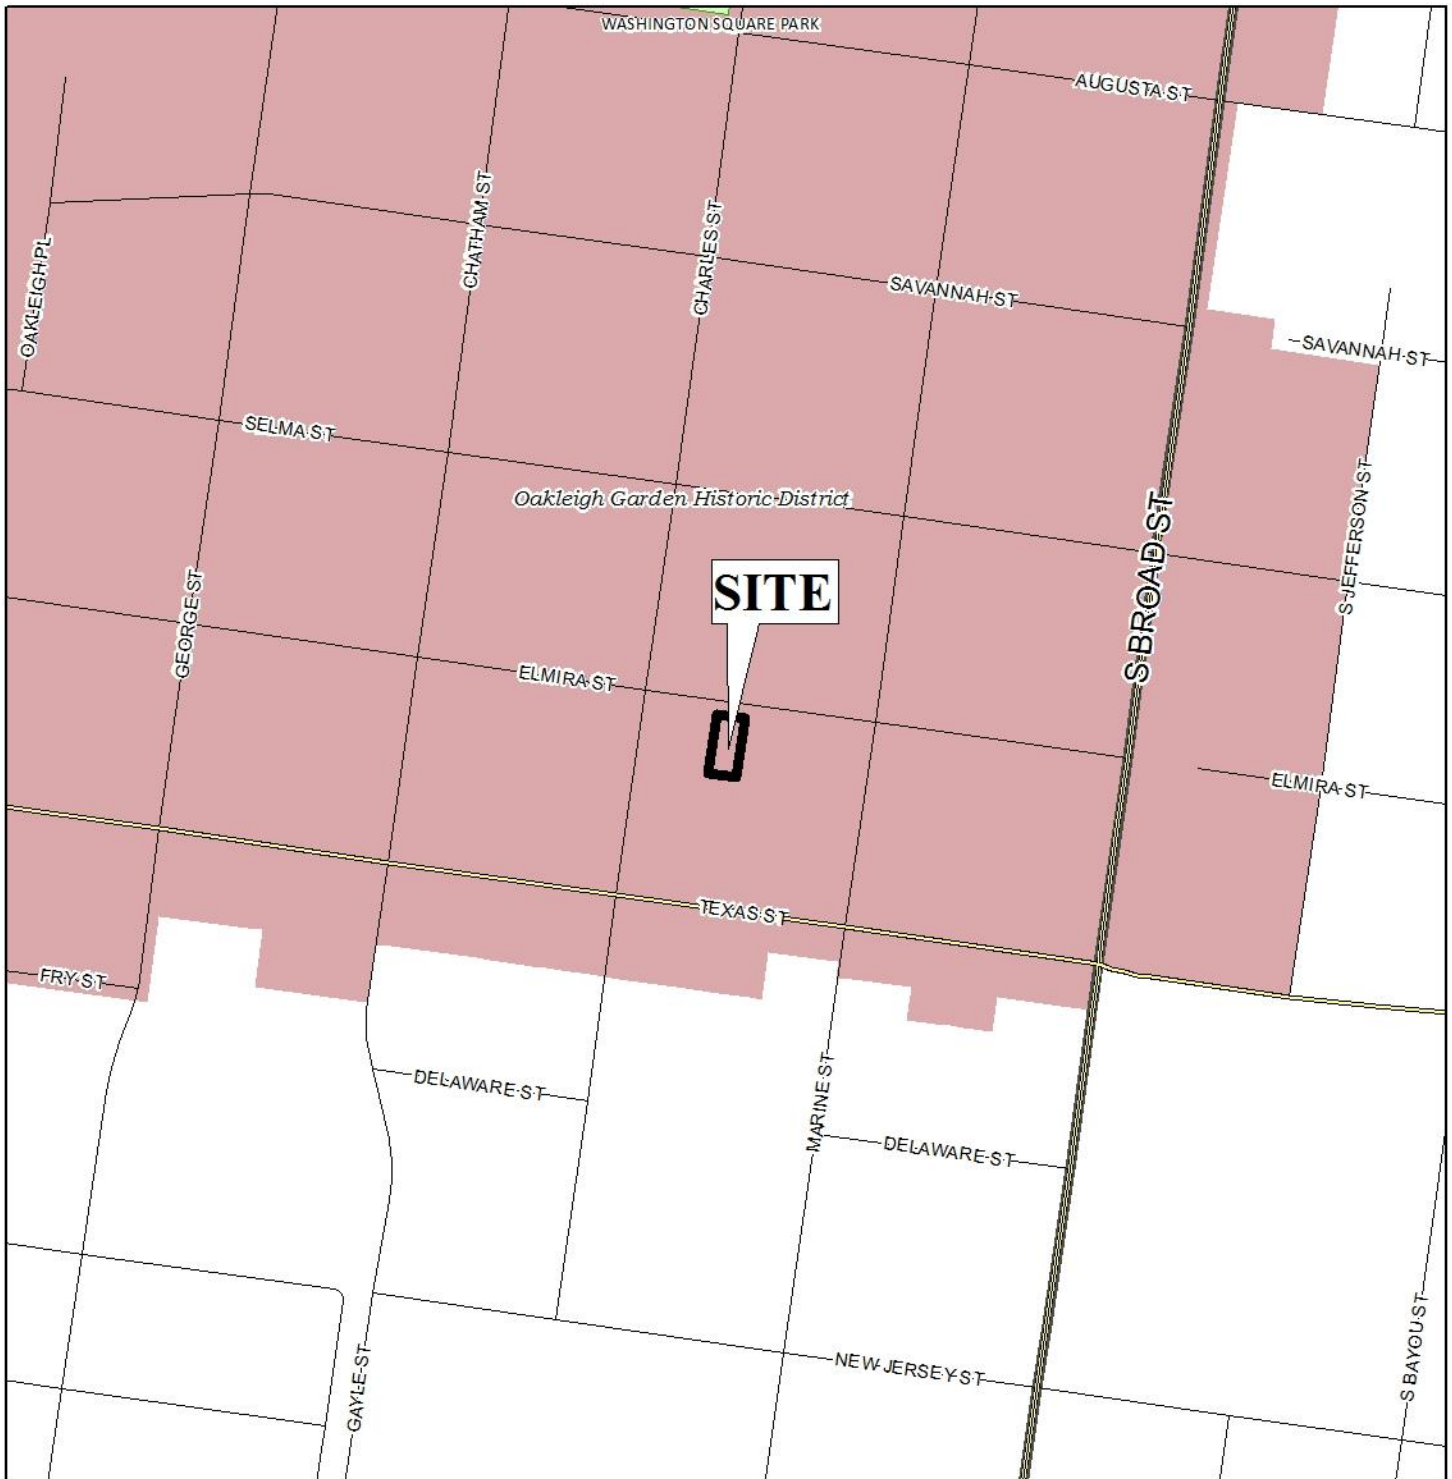 WASHINGTON SQUARE PARK
AUGUSTA ST
CHATHAM ST
CHARLES ST
OAKLEIGH PL
SAVANNAH ST
SAVANNAH ST
SELMA ST
Oakleigh Garden Historic District
S JEFFERSON ST
S BROAD ST
SITE
GEORGE ST
ELMIRA ST
ELMIRA ST
TEXAS ST
FRY ST
DELAWARE ST
MARINE ST
DELAWARE ST
NEW JERSEY ST
GAYLE ST
S BAYOU ST